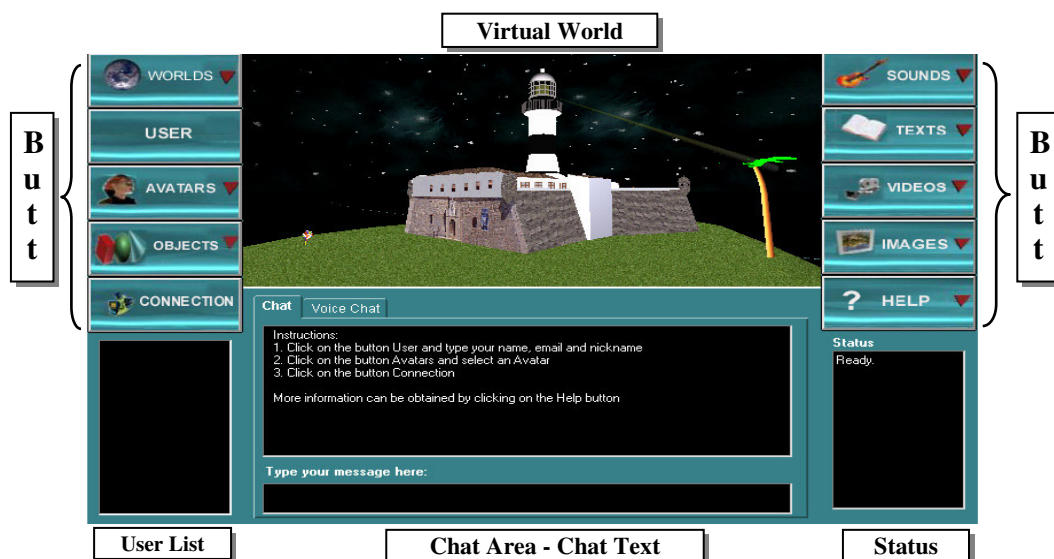 Virtual World
WORLDS
USER
AVATARS
OBJECTS
CONNECTION
B
u
t
t
SOUNDS
TEXTS
VIDEOS
IMAGES
? HELP
B
u
t
t
Chat
Voice Chat
Instructions:
1. Click on the button User and type your name, email and nickname
2. Click on the button Avatars and select an Avatar
3. Click on the button Connection
More information can be obtained by clicking on the Help button
Type your message here:
Status
Ready.
User List
Chat Area - Chat Text
Status